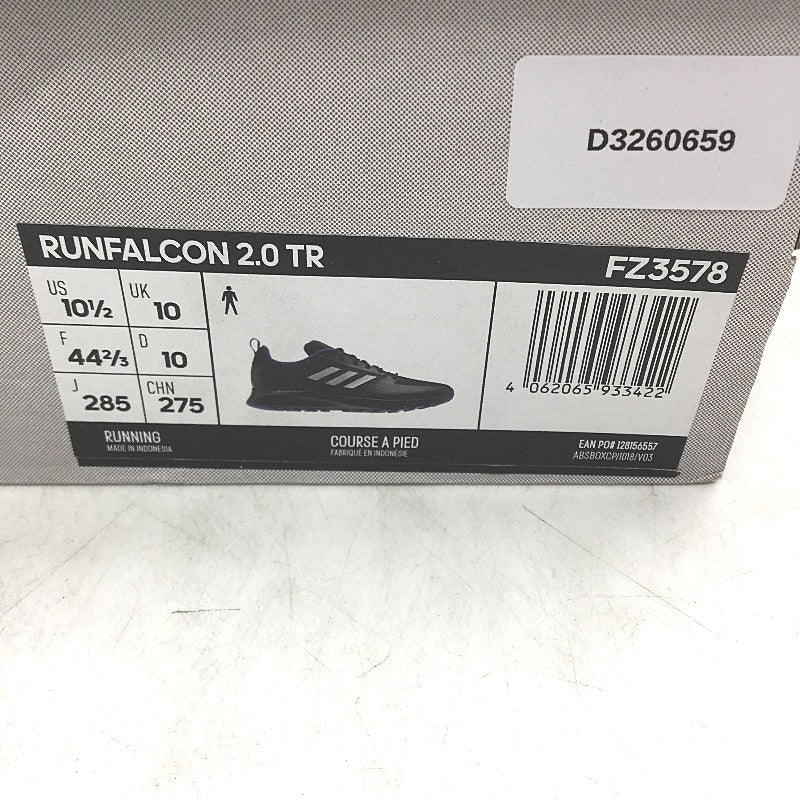 D3260659
RUNFALCON 2.0 TR
FZ3578
US 10½
UK 10
F 44⅔
D 10
J 285
CHN 275
4 062065 933422
RUNNING
MADE IN INDONESIA
COURSE A PIED
FABRIQUÉ EN INDONÉSIE
EAN PO# 128156557
ABSBOXCP/1018/V03